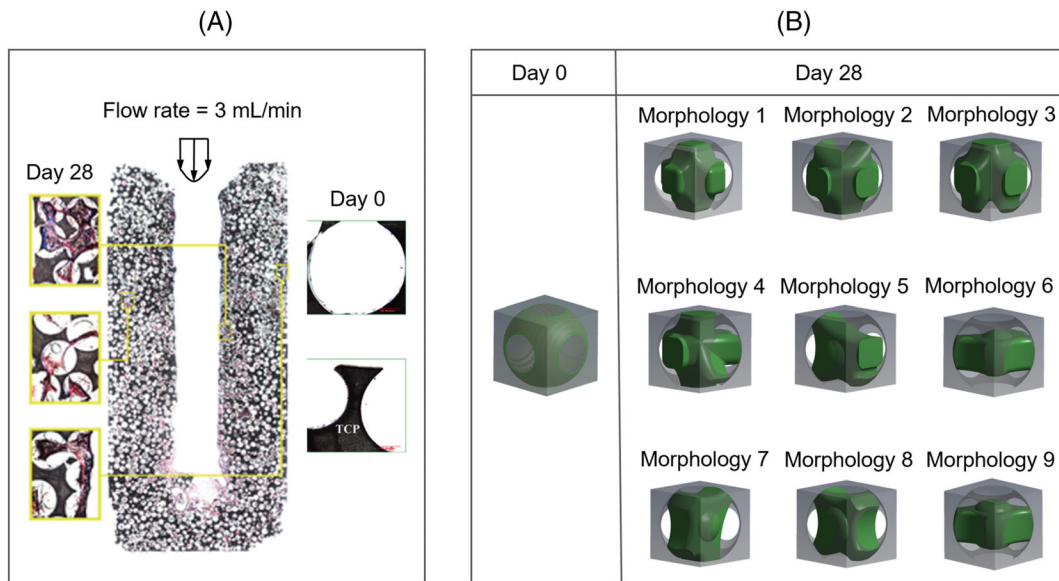 (A)
Flow rate = 3 mL/min
Day 28
Day 0
TCP
(B)
Day 0
Day 28
Morphology 1
Morphology 2
Morphology 3
Morphology 4
Morphology 5
Morphology 6
Morphology 7
Morphology 8
Morphology 9